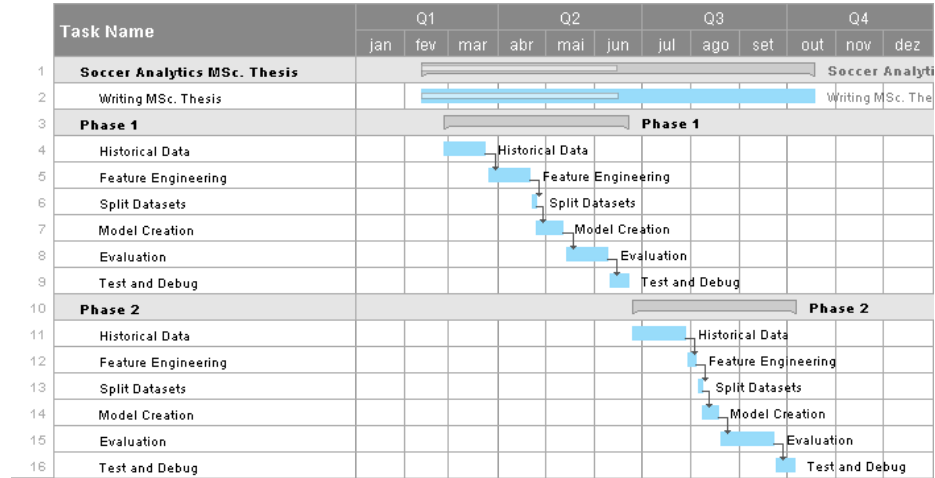 Task Name Q1 Q2 Q3 Q4
jan fev mar abr mai jun jul ago set out nov dez
1 Soccer Analytics MSc. Thesis Soccer Analyti
2 Writing MSc. Thesis Writing MSc. The
3 Phase 1 Phase 1
4 Historical Data Historical Data
5 Feature Engineering Feature Engineering
6 Split Datasets Split Datasets
7 Model Creation Model Creation
8 Evaluation Evaluation
9 Test and Debug Test and Debug
10 Phase 2 Phase 2
11 Historical Data Historical Data
12 Feature Engineering Feature Engineering
13 Split Datasets Split Datasets
14 Model Creation Model Creation
15 Evaluation Evaluation
16 Test and Debug Test and Debug